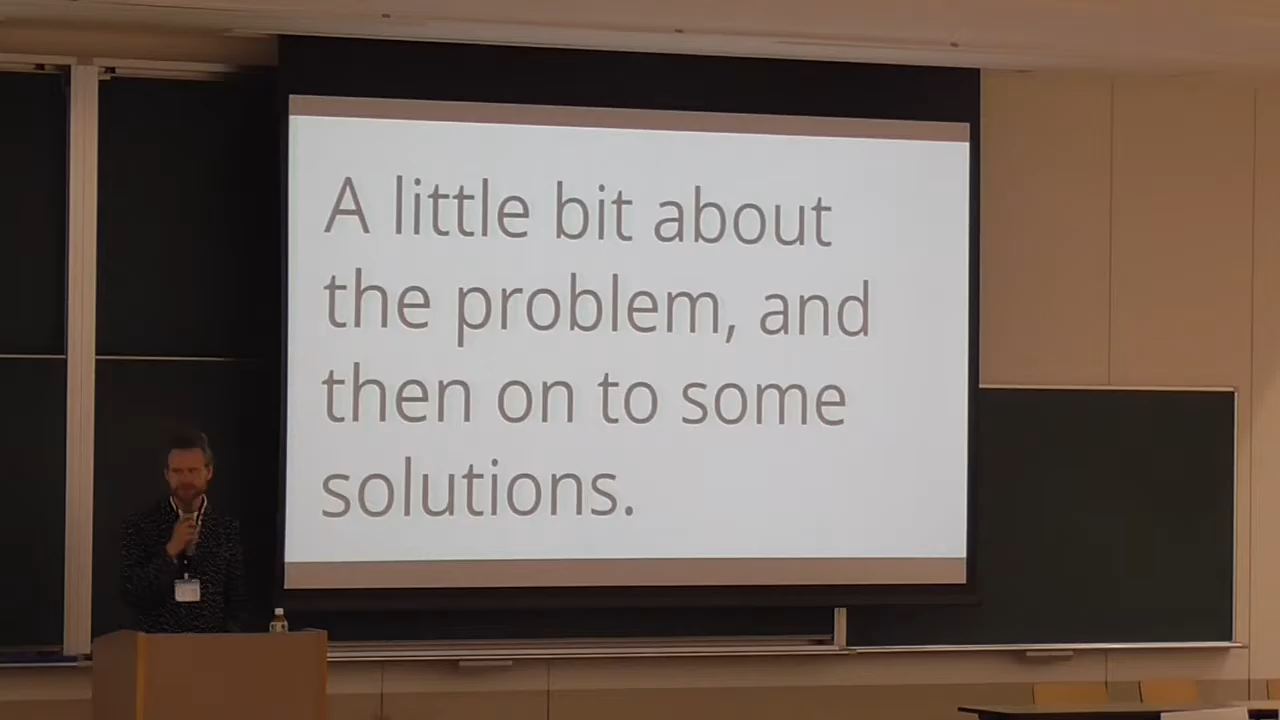 A little bit about
the problem, and
then on to some
solutions.